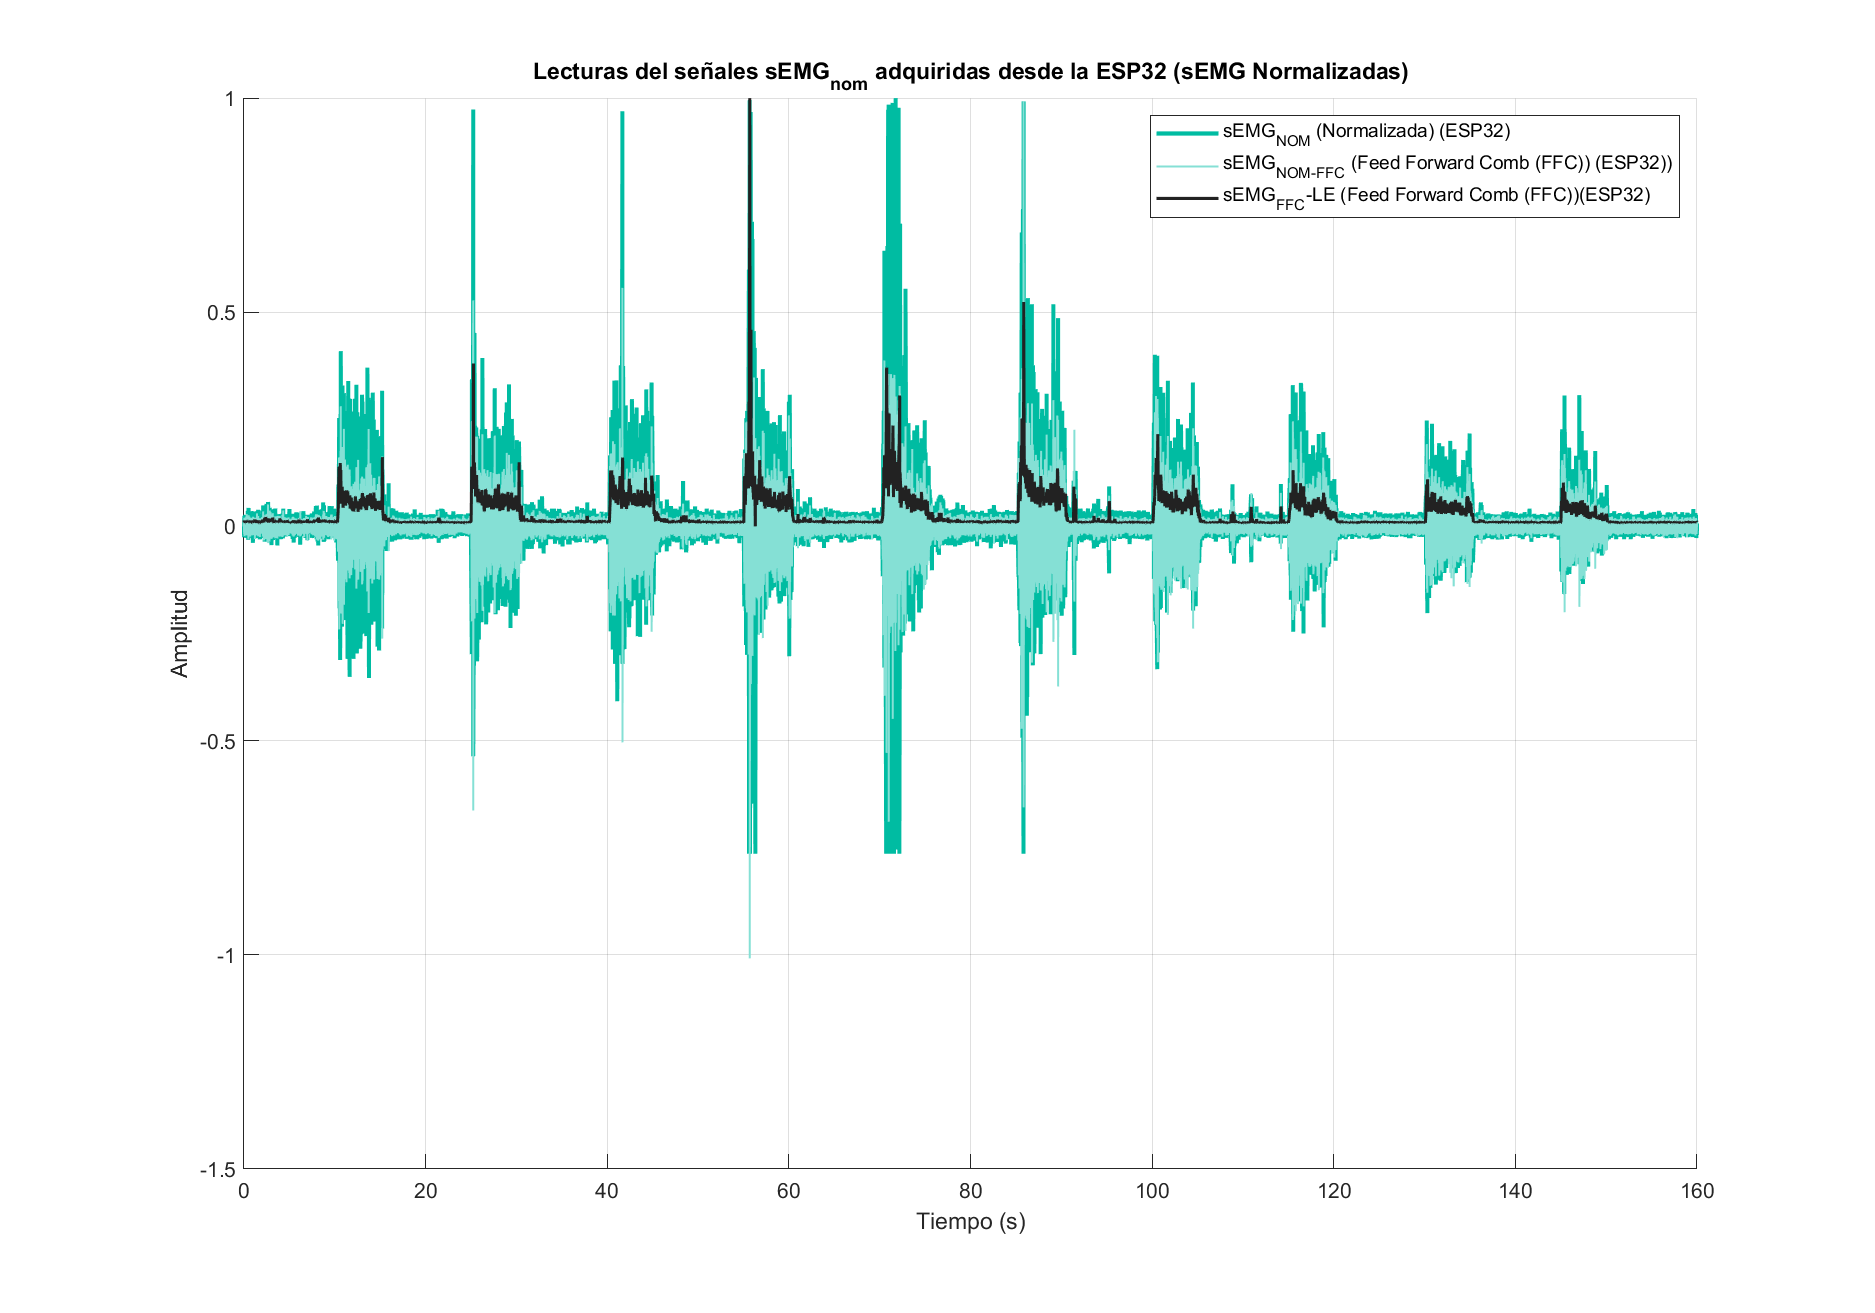 Lecturas del señales sEMGnom adquiridas desde la ESP32 (sEMG Normalizadas)
sEMGNOM (Normalizada) (ESP32)
sEMGNOM-FFC (Feed Forward Comb (FFC)) (ESP32))
sEMGFFC-LE (Feed Forward Comb (FFC))(ESP32)
1
0.5
0
-0.5
-1
-1.5
Amplitud
0 20 40 60 80 100 120 140 160
Tiempo (s)